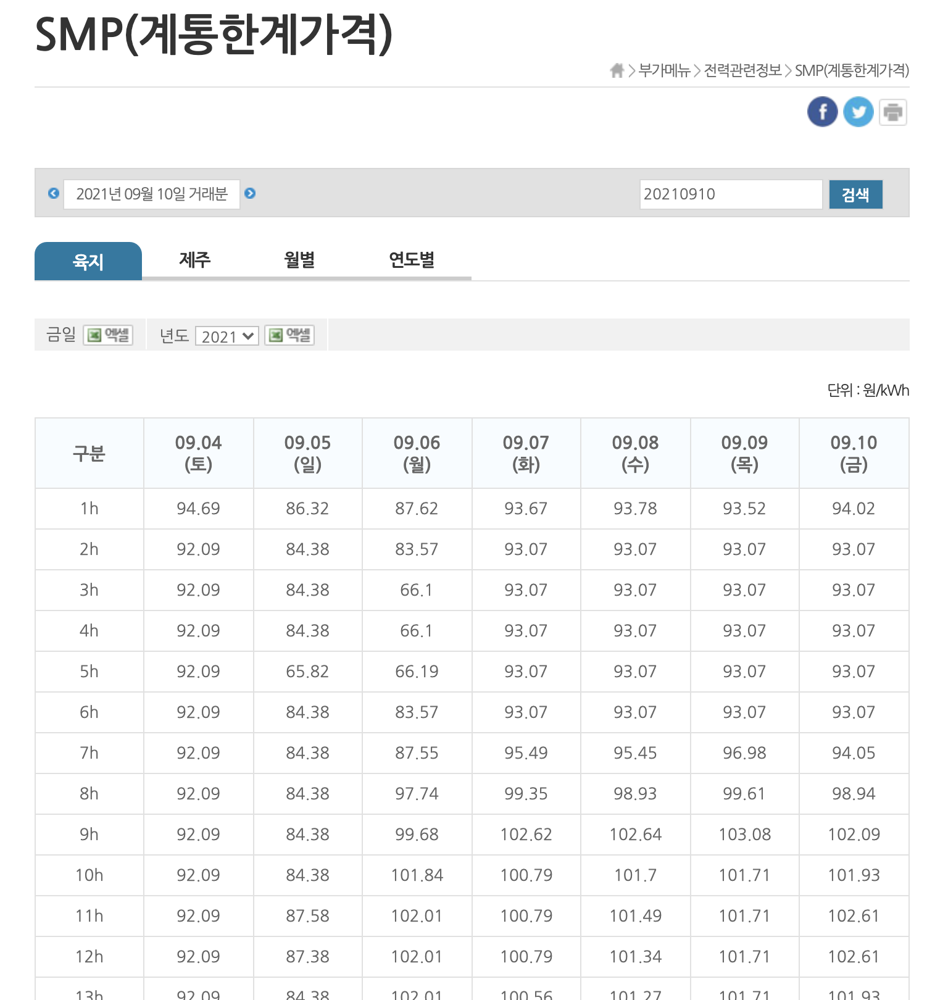 SMP(계통한계가격)
부가메뉴 > 전력관련정보 > SMP(계통한계가격)
2021년 09월 10일 거래분 20210910 검색
육지 제주 월별 연도별
금일 엑셀 년도 2021 엑셀
단위 : 원/kWh
구분 09.04 (토) 09.05 (일) 09.06 (월) 09.07 (화) 09.08 (수) 09.09 (목) 09.10 (금)
1h 94.69 86.32 87.62 93.67 93.78 93.52 94.02
2h 92.09 84.38 83.57 93.07 93.07 93.07 93.07
3h 92.09 84.38 66.1 93.07 93.07 93.07 93.07
4h 92.09 84.38 66.1 93.07 93.07 93.07 93.07
5h 92.09 65.82 66.19 93.07 93.07 93.07 93.07
6h 92.09 84.38 83.57 93.07 93.07 93.07 93.07
7h 92.09 84.38 87.55 95.49 95.45 96.98 94.05
8h 92.09 84.38 97.74 99.35 98.93 99.61 98.94
9h 92.09 84.38 99.68 102.62 102.64 103.08 102.09
10h 92.09 84.38 101.84 100.79 101.7 101.71 101.93
11h 92.09 87.58 102.01 100.79 101.49 101.71 102.61
12h 92.09 87.38 102.01 100.79 101.34 101.71 102.61
13h 92.09 84.38 102.01 100.56 101.27 101.71 101.93